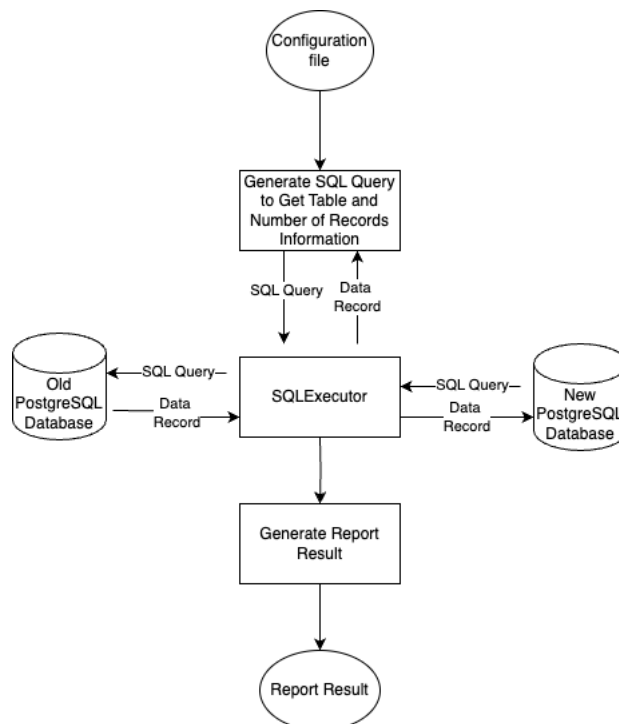 Configuration
file
Generate SQL Query
to Get Table and
Number of Records
Information
SQL Query
Data
Record
Old
PostgreSQL
Database
SQL Query
Data
Record
SQLExecutor
SQL Query
Data
Record
New
PostgreSQL
Database
Generate Report
Result
Report Result